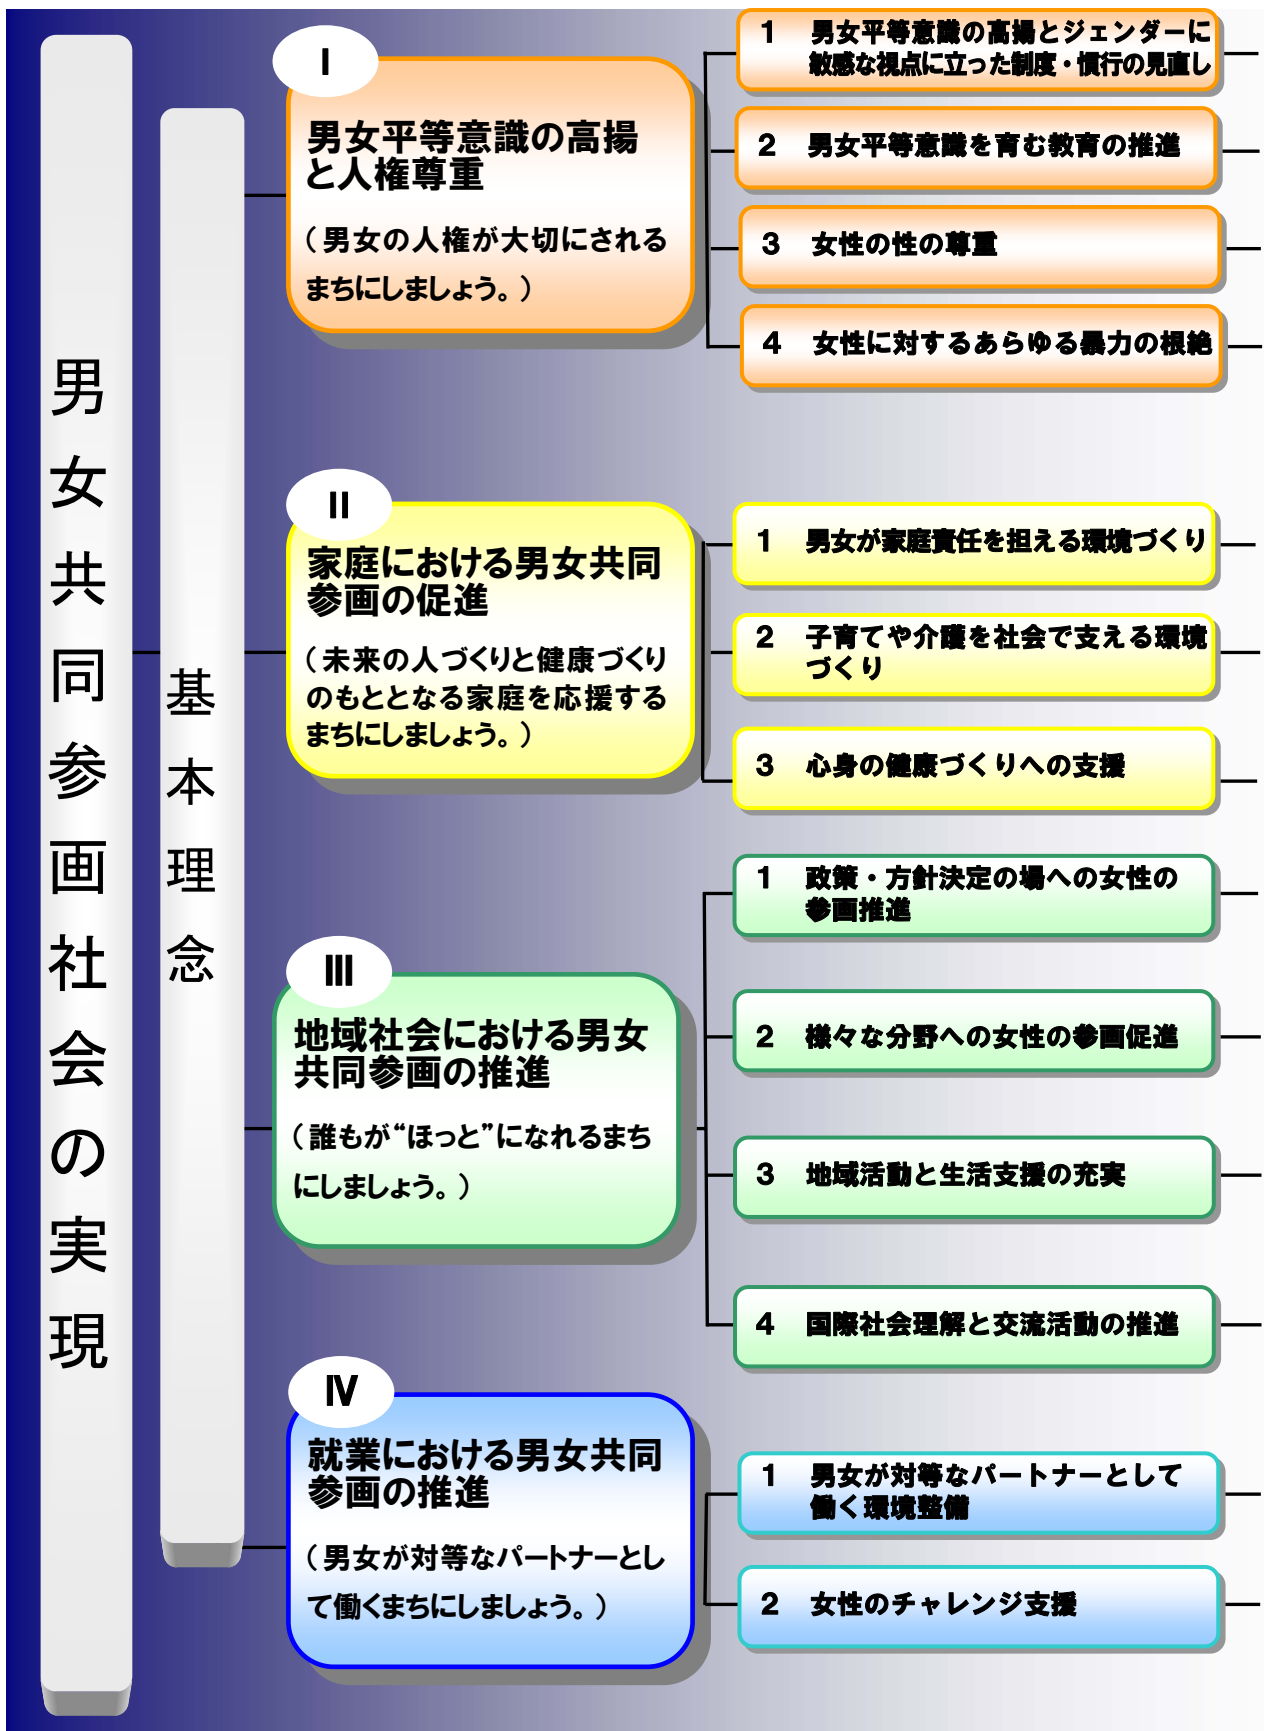 男女共同参画社会の実現
基本理念
Ⅰ
男女平等意識の高揚
と人権尊重
（男女の人権が大切にされる
まちにしましょう。）
1 男女平等意識の高揚とジェンダーに
敏感な視点に立った制度・慣行の見直し
2 男女平等意識を育む教育の推進
3 女性の性の尊重
4 女性に対するあらゆる暴力の根絶
Ⅱ
家庭における男女共同
参画の促進
（未来の人づくりと健康づくり
のもととなる家庭を応援する
まちにしましょう。）
1 男女が家庭責任を担える環境づくり
2 子育てや介護を社会で支える環境
づくり
3 心身の健康づくりへの支援
Ⅲ
地域社会における男女
共同参画の推進
（誰もが“ほっと”になれるまち
にしましょう。）
1 政策・方針決定の場への女性の
参画推進
2 様々な分野への女性の参画促進
3 地域活動と生活支援の充実
4 国際社会理解と交流活動の推進
Ⅳ
就業における男女共同
参画の推進
（男女が対等なパートナーとし
て働くまちにしましょう。）
1 男女が対等なパートナーとして
働く環境整備
2 女性のチャレンジ支援